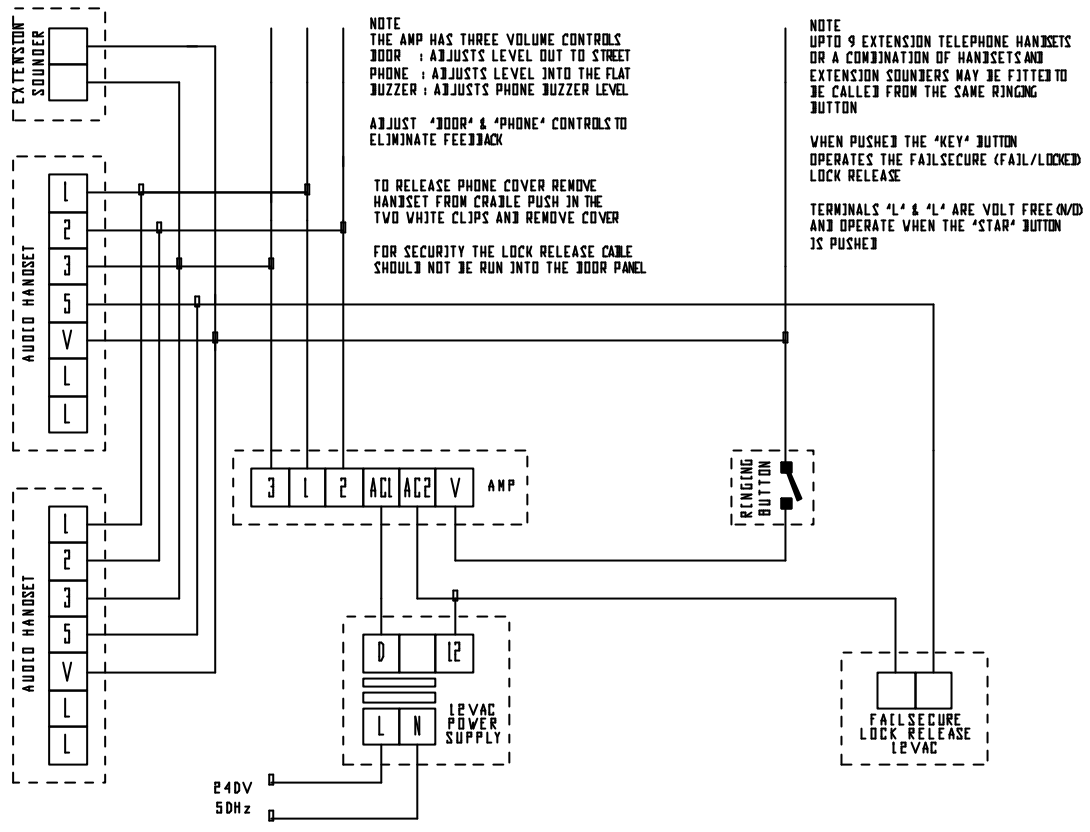 EXTENSION
SOUNDER
NOTE
THE AMP HAS THREE VOLUME CONTROLS
DOOR : ADJUSTS LEVEL OUT TO STREET
PHONE : ADJUSTS LEVEL INTO THE FLAT
BUZZER : ADJUSTS PHONE BUZZER LEVEL
ADJUST "DOOR" & "PHONE" CONTROLS TO
ELIMINATE FEEDBACK
TO RELEASE PHONE COVER REMOVE
HANDSET FROM CRADLE PUSH IN THE
TWO WHITE CLIPS AND REMOVE COVER
FOR SECURITY THE LOCK RELEASE CABLE
SHOULD NOT BE RUN INTO THE DOOR PANEL
NOTE
UPTO 9 EXTENSION TELEPHONE HANDSETS
OR A COMBINATION OF HANDSETS AND
EXTENSION SOUNDERS MAY BE FITTED TO
BE CALLED FROM THE SAME RINGING
BUTTON
WHEN PUSHED THE "KEY" BUTTON
OPERATES THE FAILSECURE (FAIL/LOCKED)
LOCK RELEASE
TERMINALS "L" & "L" ARE VOLT FREE (N/O)
AND OPERATE WHEN THE "STAR" BUTTON
IS PUSHED
AUDIO HANDSET
1
2
3
5
V
L
L
AUDIO HANDSET
1
2
3
5
V
L
L
3 1 2 AC1 AC2 V AMP
RINGING
BUTTON
0 12
12VAC
POWER
SUPPLY
L N
240V
50Hz
FAILSECURE
LOCK RELEASE
12VAC